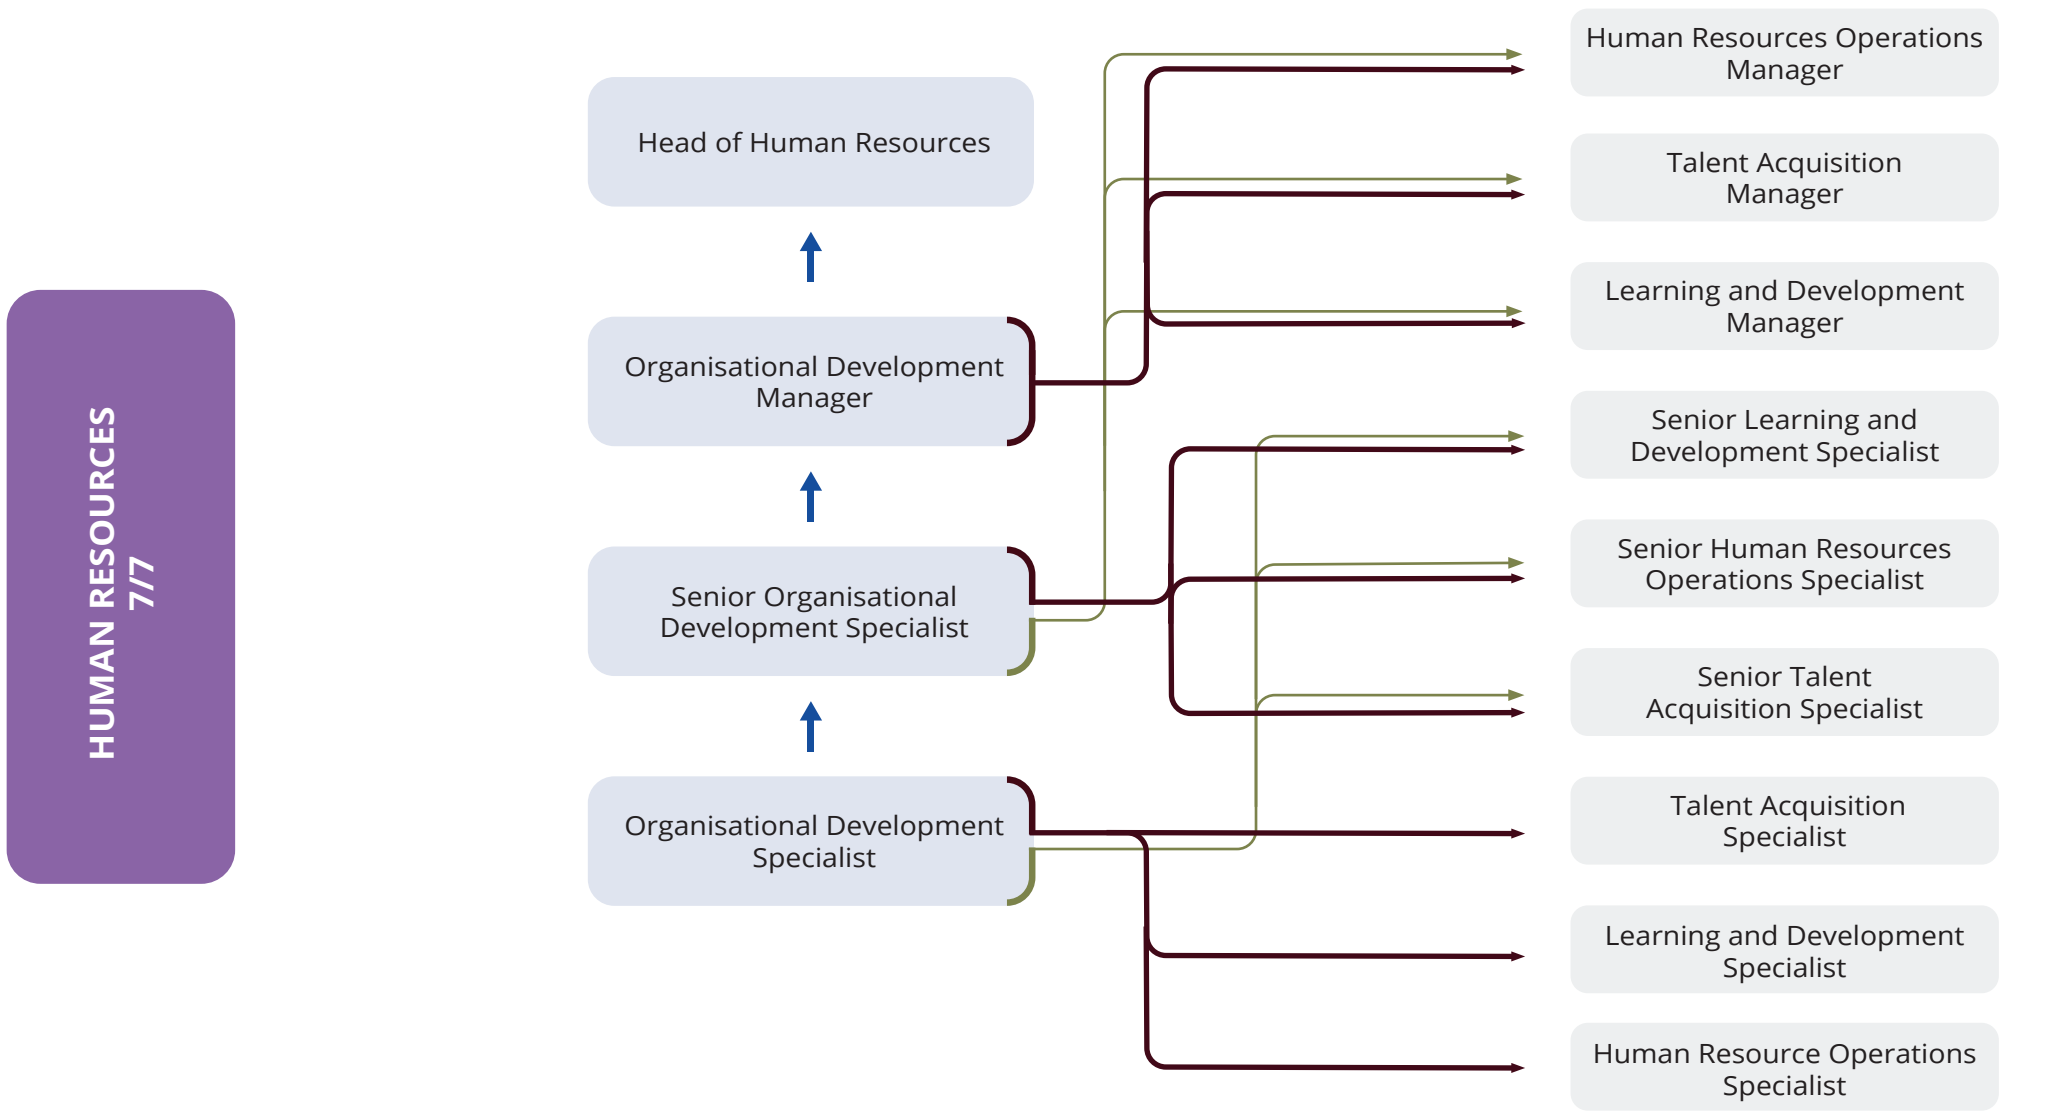 HUMAN RESOURCES
7/7
Head of Human Resources
Organisational Development
Manager
Senior Organisational
Development Specialist
Organisational Development
Specialist
Human Resources Operations
Manager
Talent Acquisition
Manager
Learning and Development
Manager
Senior Learning and
Development Specialist
Senior Human Resources
Operations Specialist
Senior Talent
Acquisition Specialist
Talent Acquisition
Specialist
Learning and Development
Specialist
Human Resource Operations
Specialist